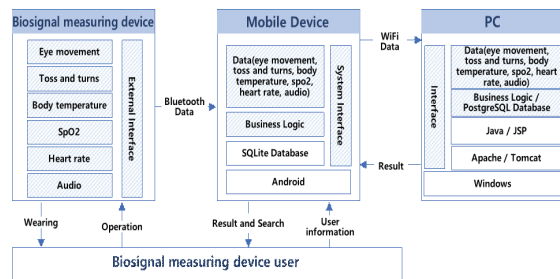 Biosignal measuring device
Eye movement
Toss and turns
Body temperature
SpO2
Heart rate
Audio
External Interface
Bluetooth
Data
Mobile Device
Data(eye movement,
toss and turns, body
temperature, spo2,
heart rate, audio)
Business Logic
SQLite Database
System Interface
Android
WiFi
Data
Result
PC
Interface
Data(eye movement,
toss and turns, body
temperature, spo2, heart
rate, audio)
Business Logic /
PostgreSQL Database
Java / JSP
Apache / Tomcat
Windows
Wearing
Operation
Result and Search
User
information
Biosignal measuring device user